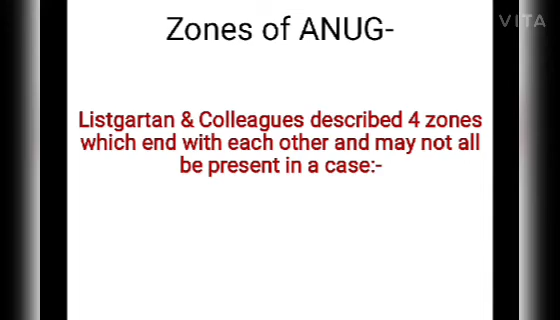 Zones of ANUG-
VITA
Listgartan & Colleagues described 4 zones
which end with each other and may not all
be present in a case:-